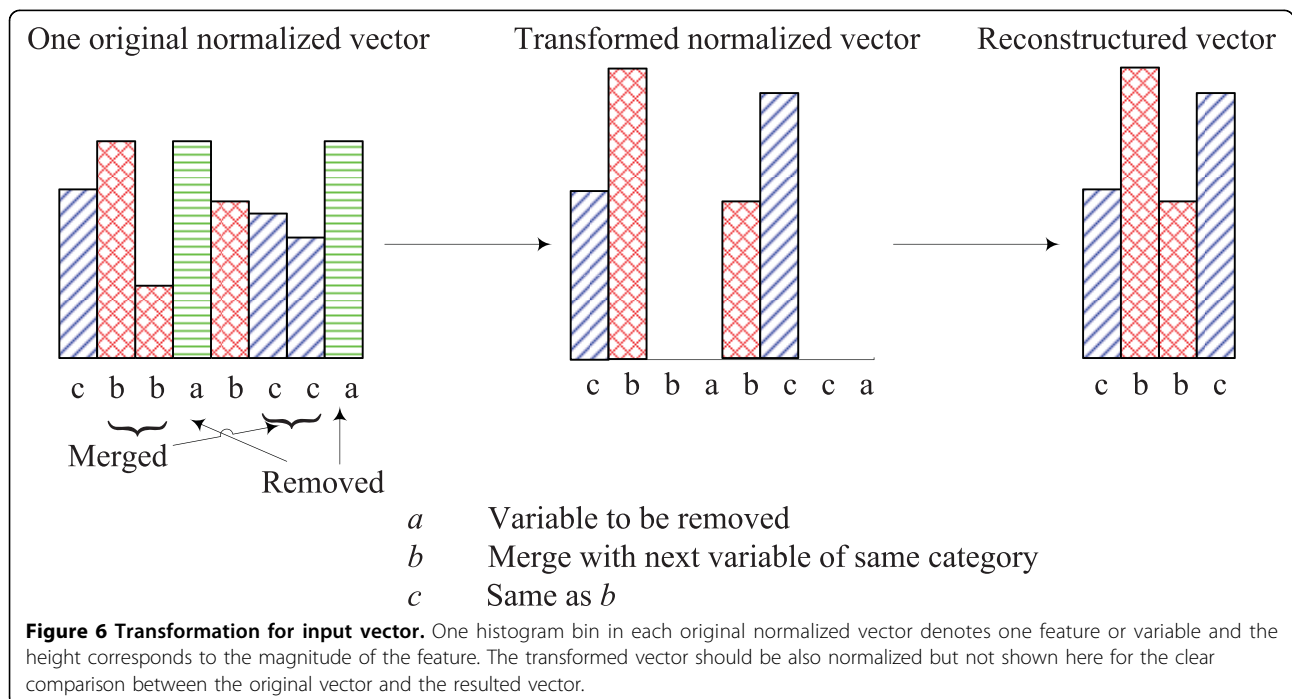 One original normalized vector
Transformed normalized vector
Reconstructured vector
c b b a b c c a
c b b a b c c a
c b b c
Merged
Removed
a Variable to be removed
b Merge with next variable of same category
c Same as b
Figure 6 Transformation for input vector. One histogram bin in each original normalized vector denotes one feature or variable and the
height corresponds to the magnitude of the feature. The transformed vector should be also normalized but not shown here for the clear
comparison between the original vector and the resulted vector.